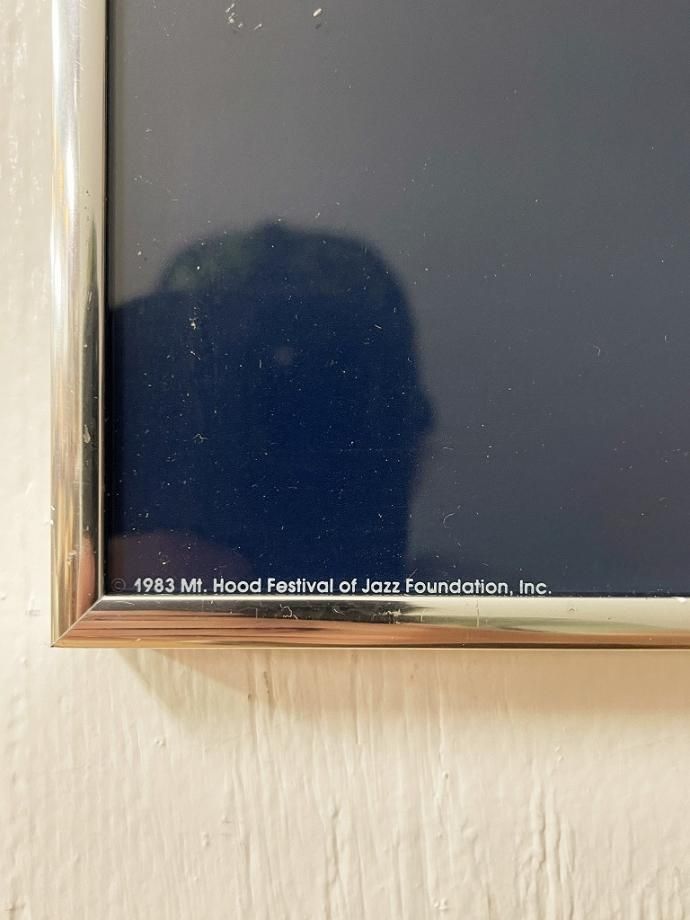 © 1983 Mt. Hood Festival of Jazz Foundation, Inc.